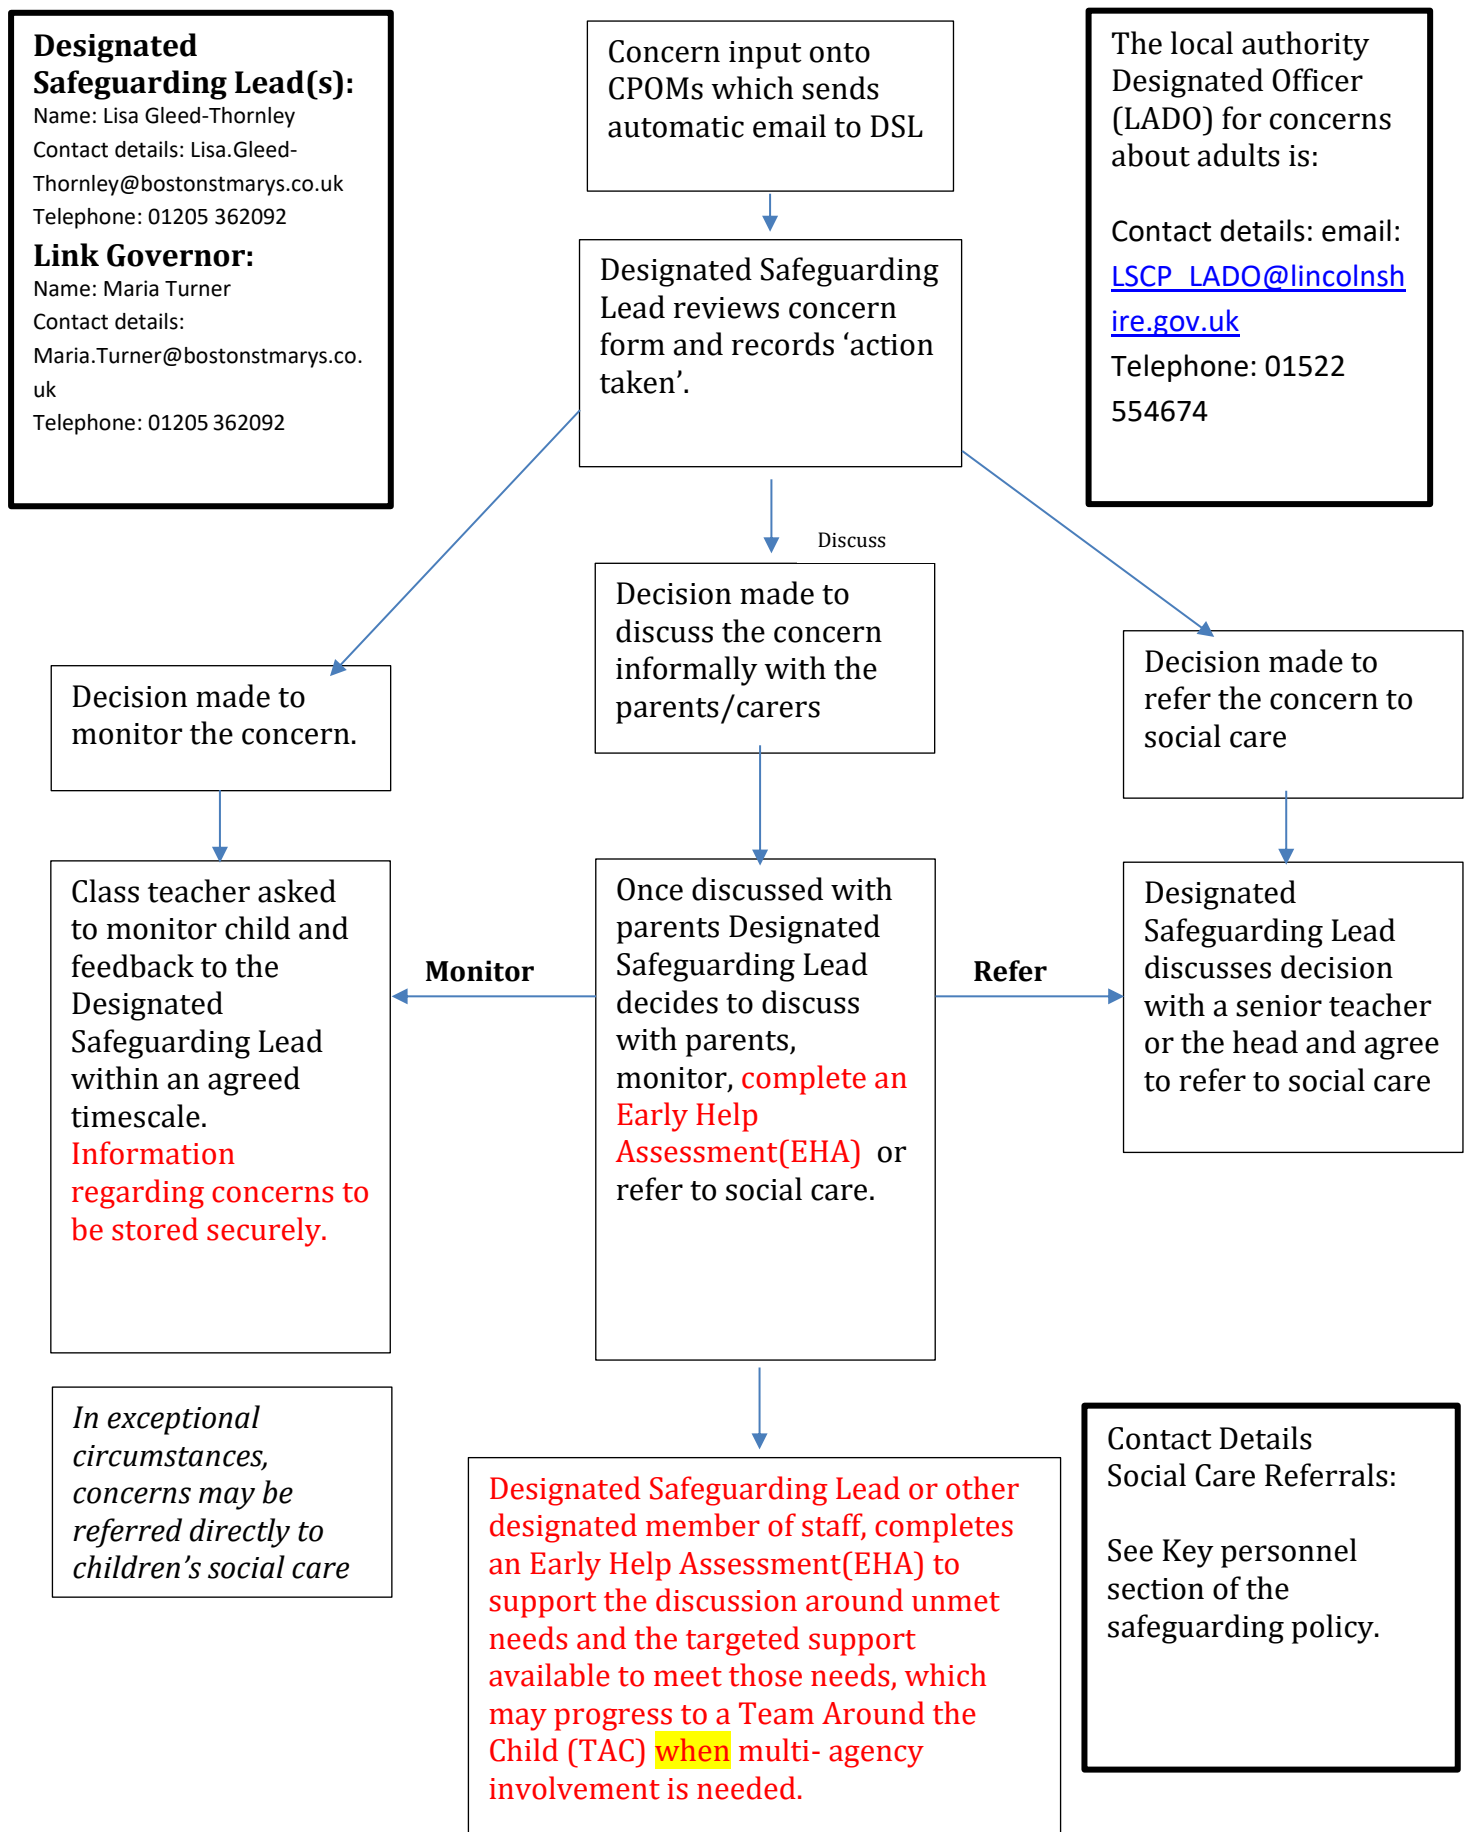 Designated
Safeguarding Lead(s):
Name: Lisa Gleed-Thornley
Contact details: Lisa.Gleed-
Thornley@bostonstmarys.co.uk
Telephone: 01205 362092
Link Governor:
Name: Maria Turner
Contact details:
Maria.Turner@bostonstmarys.co.
uk
Telephone: 01205 362092
Concern input onto
CPOMs which sends
automatic email to DSL
The local authority
Designated Officer
(LADO) for concerns
about adults is:
Contact details: email:
LSCP_LADO@lincolnsh
ire.gov.uk
Telephone: 01522
554674
Designated Safeguarding
Lead reviews concern
form and records ‘action
taken’.
Discuss
Decision made to
monitor the concern.
Decision made to
discuss the concern
informally with the
parents/carers
Decision made to
refer the concern to
social care
Class teacher asked
to monitor child and
feedback to the
Designated
Safeguarding Lead
within an agreed
timescale.
Information
regarding concerns to
be stored securely.
Monitor
Once discussed with
parents Designated
Safeguarding Lead
decides to discuss
with parents,
monitor, complete an
Early Help
Assessment(EHA) or
refer to social care.
Refer
Designated
Safeguarding Lead
discusses decision
with a senior teacher
or the head and agree
to refer to social care
In exceptional
circumstances,
concerns may be
referred directly to
children’s social care
Designated Safeguarding Lead or other
designated member of staff, completes
an Early Help Assessment(EHA) to
support the discussion around unmet
needs and the targeted support
available to meet those needs, which
may progress to a Team Around the
Child (TAC) when multi- agency
involvement is needed.
Contact Details
Social Care Referrals:
See Key personnel
section of the
safeguarding policy.